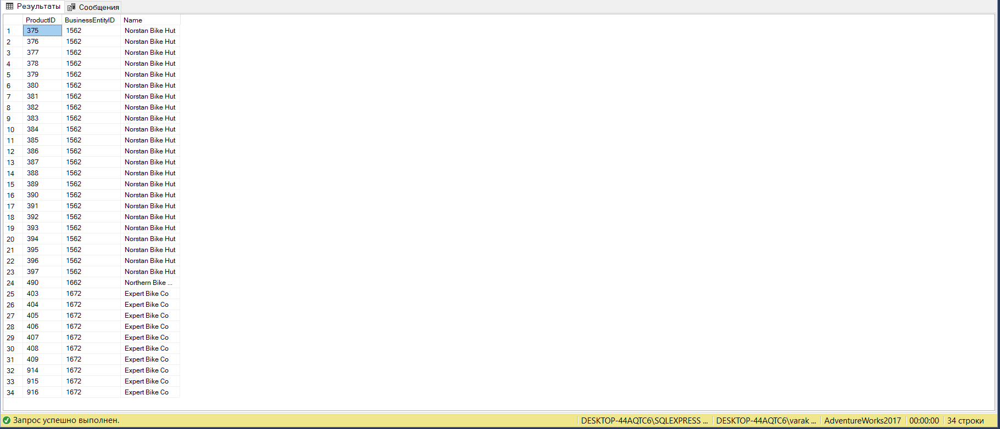 Результаты Сообщения
ProductID BusinessEntityID Name
1 375 1562 Norstan Bike Hut
2 376 1562 Norstan Bike Hut
3 377 1562 Norstan Bike Hut
4 378 1562 Norstan Bike Hut
5 379 1562 Norstan Bike Hut
6 380 1562 Norstan Bike Hut
7 381 1562 Norstan Bike Hut
8 382 1562 Norstan Bike Hut
9 383 1562 Norstan Bike Hut
10 384 1562 Norstan Bike Hut
11 385 1562 Norstan Bike Hut
12 386 1562 Norstan Bike Hut
13 387 1562 Norstan Bike Hut
14 388 1562 Norstan Bike Hut
15 389 1562 Norstan Bike Hut
16 390 1562 Norstan Bike Hut
17 391 1562 Norstan Bike Hut
18 392 1562 Norstan Bike Hut
19 393 1562 Norstan Bike Hut
20 394 1562 Norstan Bike Hut
21 395 1562 Norstan Bike Hut
22 396 1562 Norstan Bike Hut
23 397 1562 Norstan Bike Hut
24 490 1662 Northern Bike ...
25 403 1672 Expert Bike Co
26 404 1672 Expert Bike Co
27 405 1672 Expert Bike Co
28 406 1672 Expert Bike Co
29 407 1672 Expert Bike Co
30 408 1672 Expert Bike Co
31 409 1672 Expert Bike Co
32 914 1672 Expert Bike Co
33 915 1672 Expert Bike Co
34 916 1672 Expert Bike Co
Запрос успешно выполнен. DESKTOP-44AQTC6\SQLEXPRESS ... DESKTOP-44AQTC6\varak ... AdventureWorks2017 00:00:00 34 строки